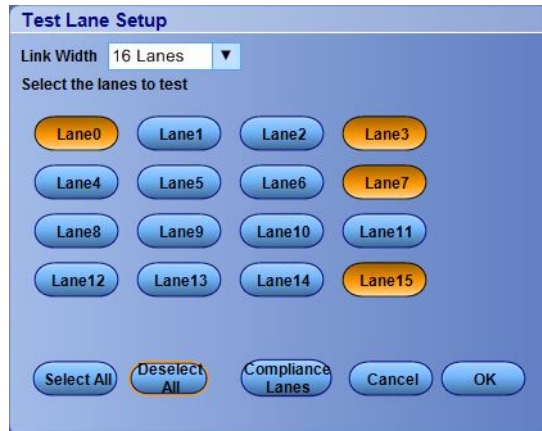 Test Lane Setup
Link Width 16 Lanes
Select the lanes to test
Lane0 Lane1 Lane2 Lane3
Lane4 Lane5 Lane6 Lane7
Lane8 Lane9 Lane10 Lane11
Lane12 Lane13 Lane14 Lane15
Select All
Deselect
All
Compliance
Lanes
Cancel
OK